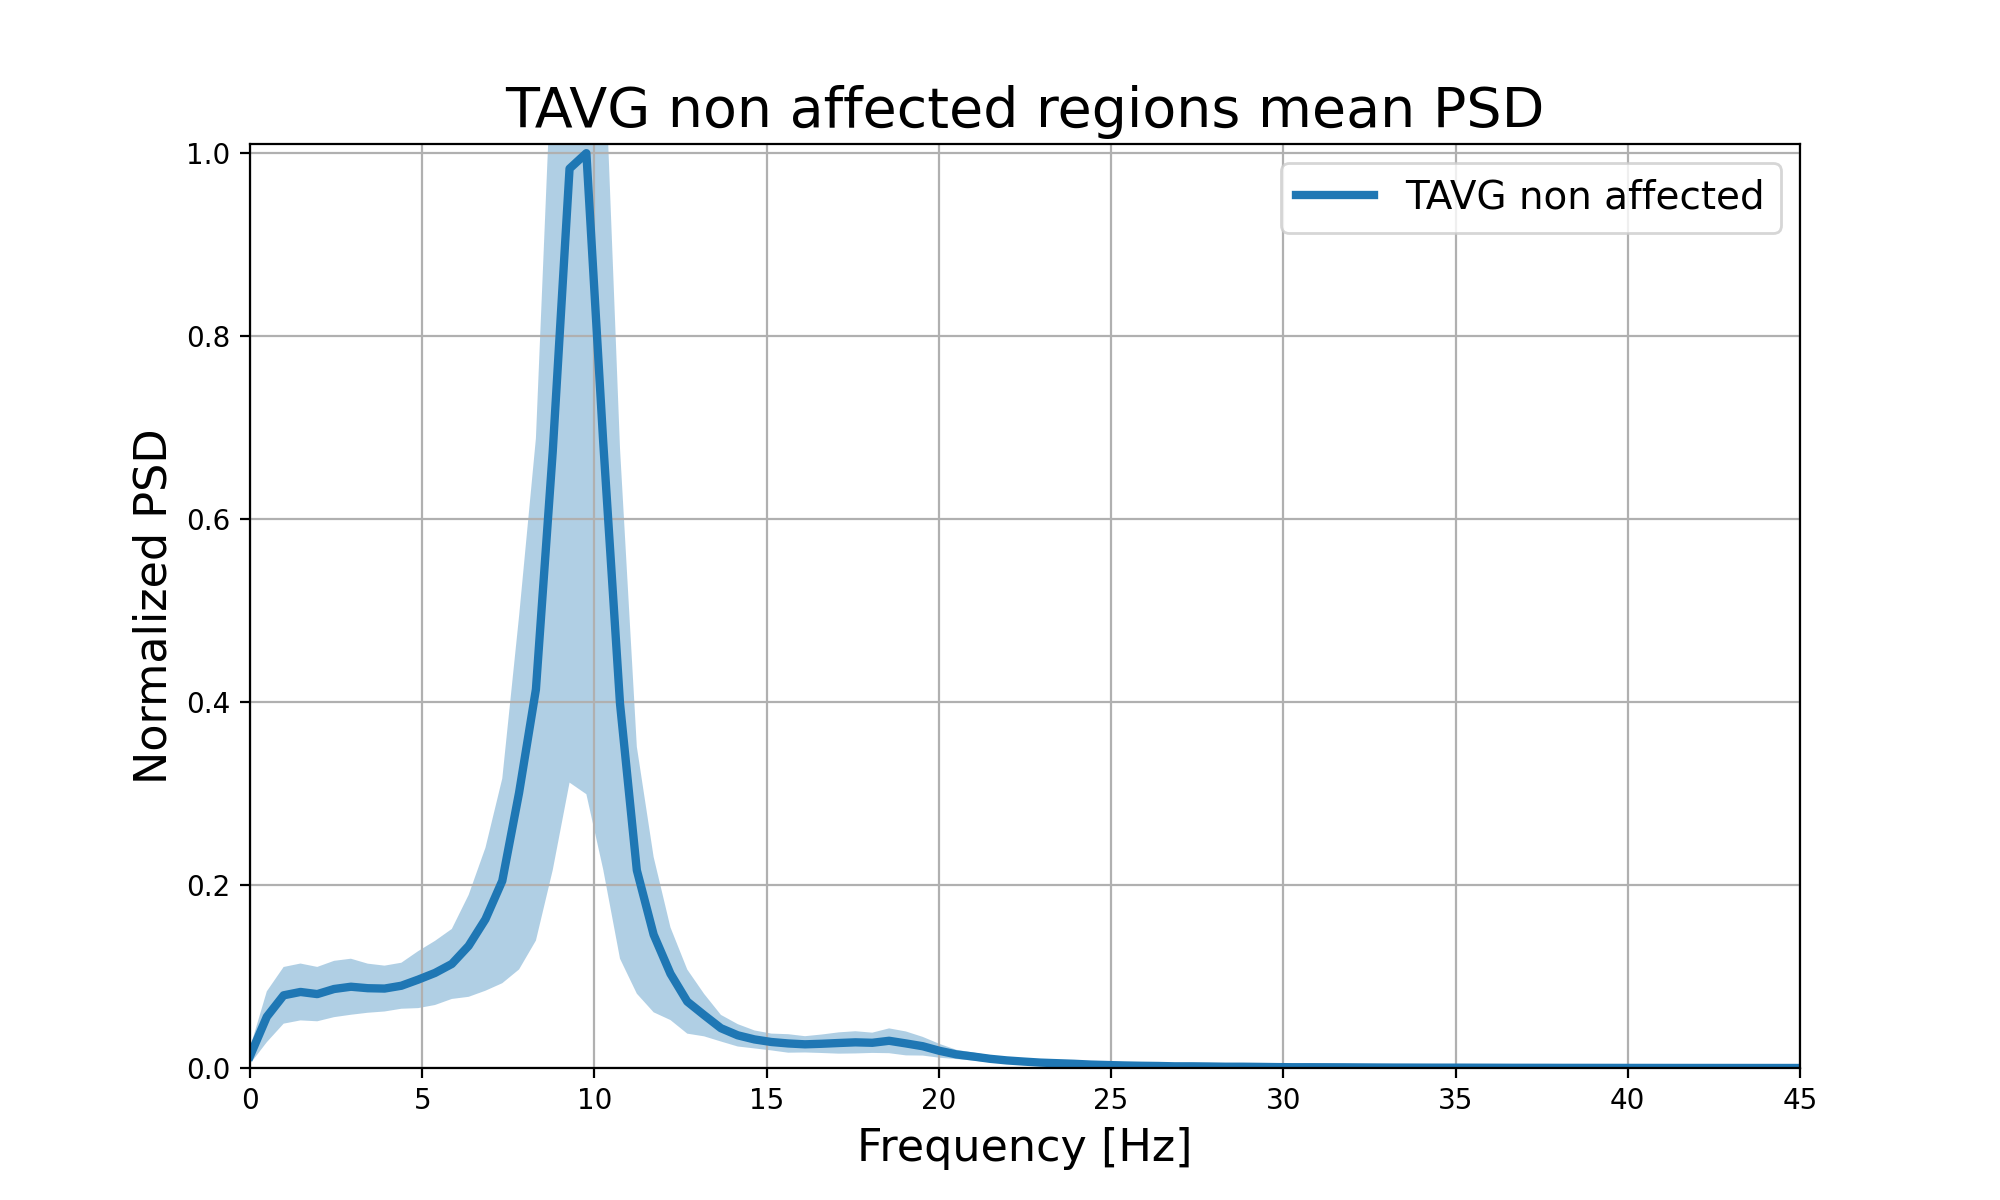 TAVG non affected regions mean PSD
TAVG non affected
Normalized PSD
1.0
0.8
0.6
0.4
0.2
0.0
0 5 10 15 20 25 30 35 40 45
Frequency [Hz]